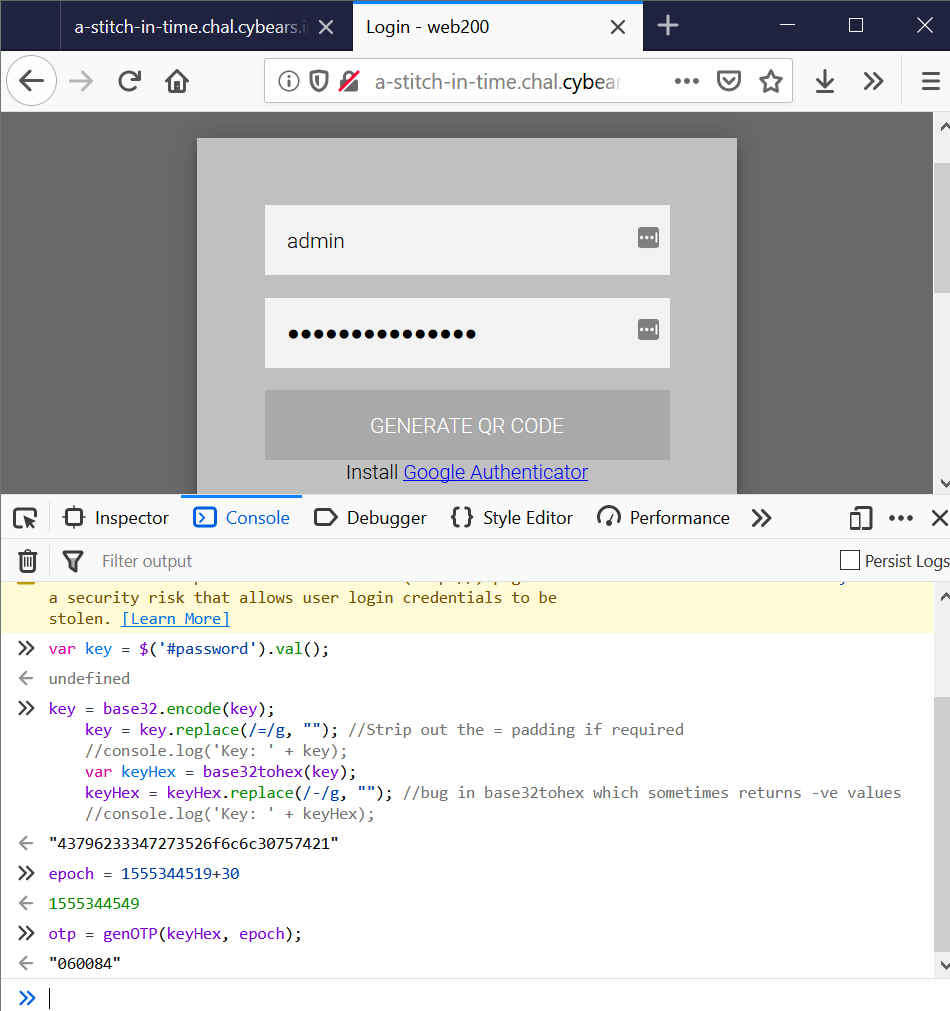 a-stitch-in-time.chal.cybears.i
Login - web200
a-stitch-in-time.chal.cybear
admin
GENERATE QR CODE
Install Google Authenticator
Inspector
Console
Debugger
{ } Style Editor
Performance
Filter output
Persist Logs
a security risk that allows user login credentials to be
stolen. [Learn More]
var key = $('#password').val();
undefined
key = base32.encode(key);
key = key.replace(/=/g, ""); //Strip out the = padding if required
//console.log('Key: ' + key);
var keyHex = base32tohex(key);
keyHex = keyHex.replace(/-/g, ""); //bug in base32tohex which sometimes returns -ve values
//console.log('Key: ' + keyHex);
"43796233347273526f6c6c30757421"
epoch = 1555344519+30
1555344549
otp = genOTP(keyHex, epoch);
"060084"